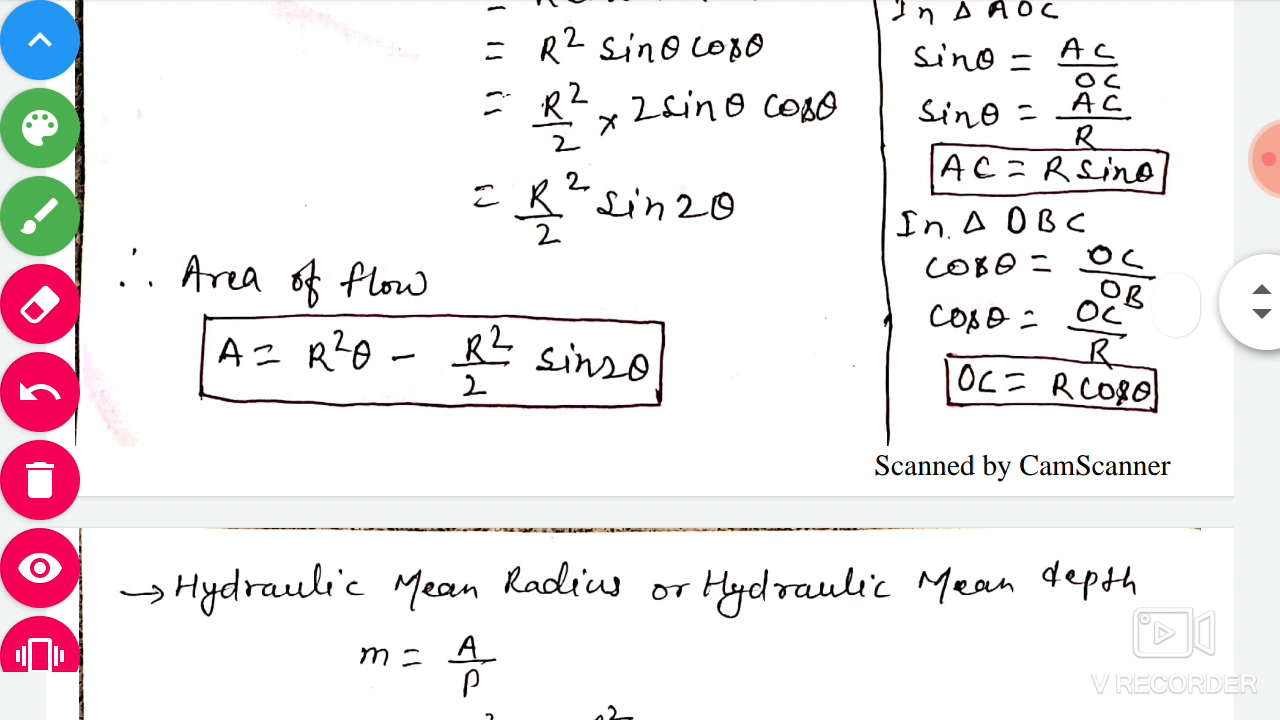 = R² sinθ cosθ
= R²/2 × 2 sinθ cosθ
= R²/2 sin2θ
∴ Area of flow
A = R²θ – R²/2 sin2θ
In Δ AOC
sinθ = AC/OC
sinθ = AC/R
AC = R sinθ
In. Δ OBC
cosθ = OC/OB
cosθ = OC/R
OC = R cosθ
Scanned by CamScanner
→ Hydraulic Mean Radius or Hydraulic Mean depth
m = A/P
V RECORDER